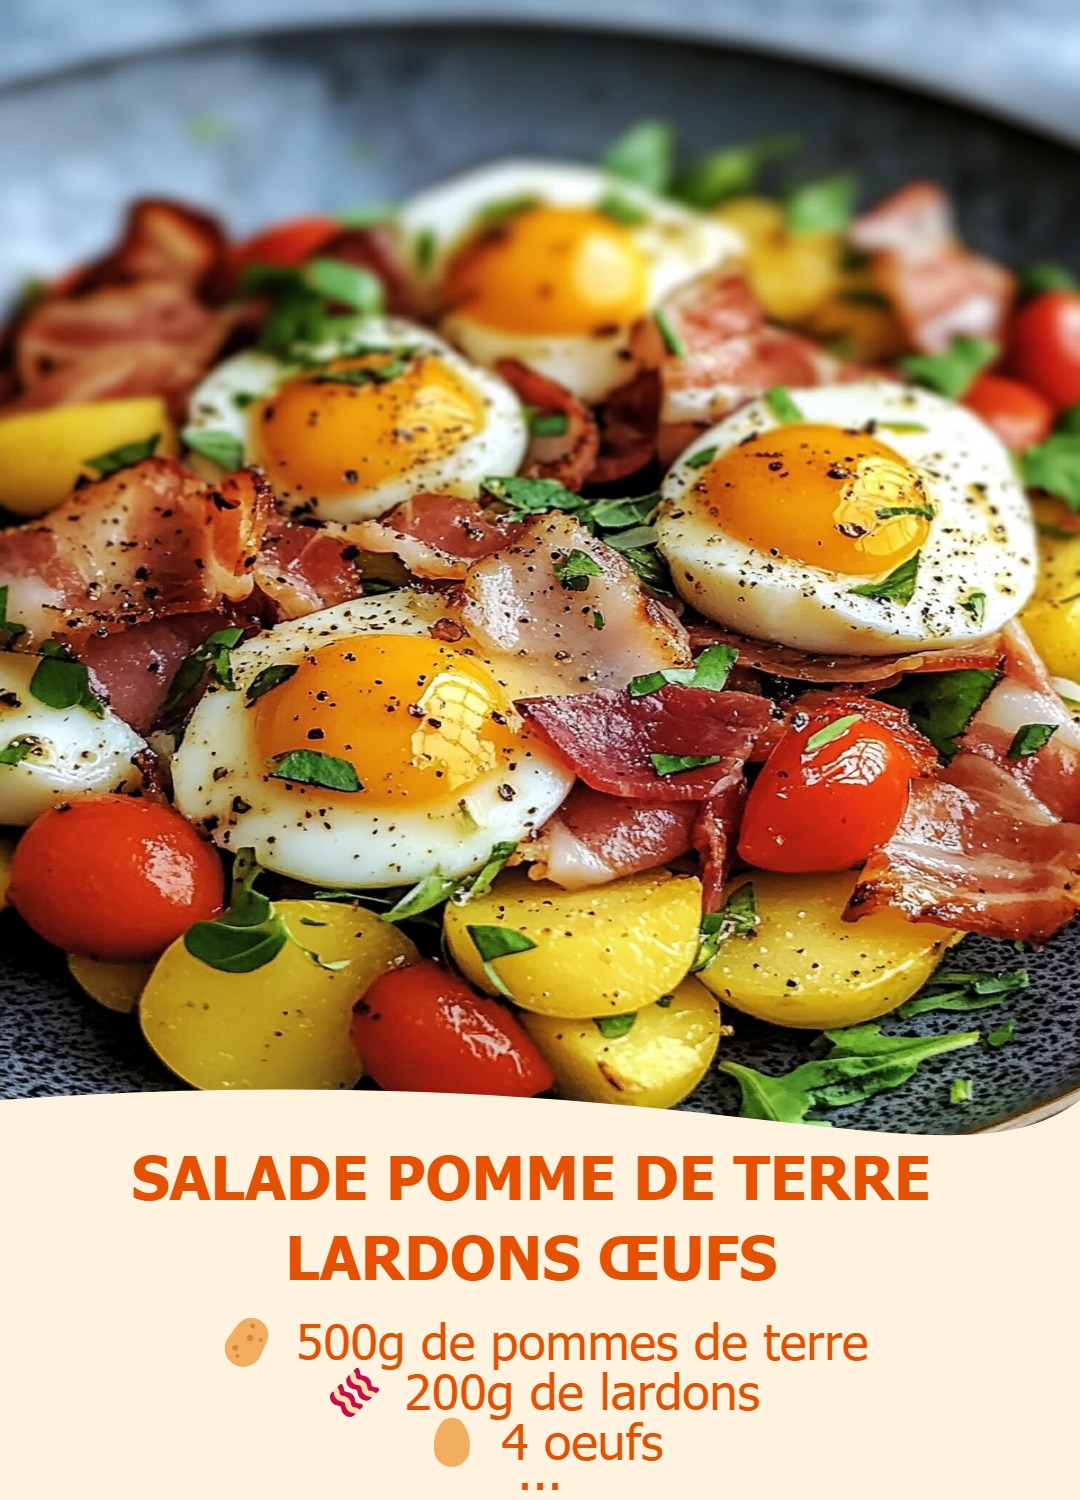 SALADE POMME DE TERRE
LARDONS ŒUFS
500g de pommes de terre
200g de lardons
4 oeufs
...